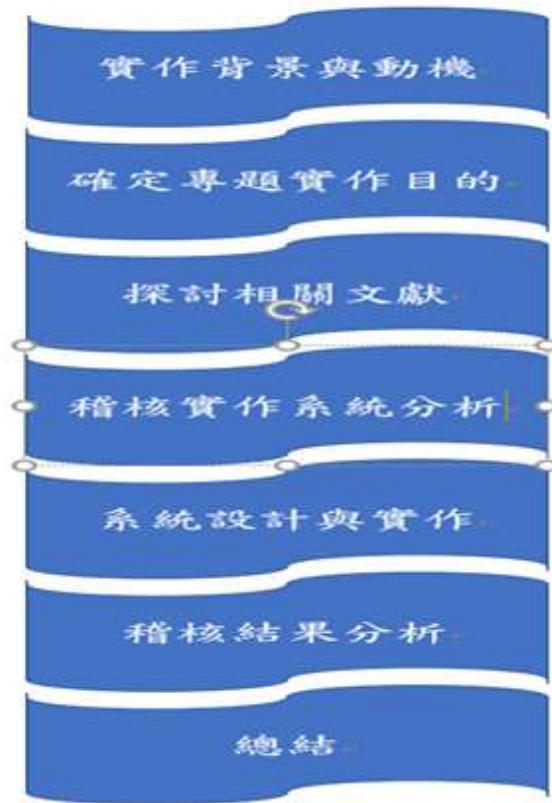 實作背景與動機
確定專題實作目的
探討相關文獻
稽核實作系統分析
系統設計與實作
稽核結果分析
總結